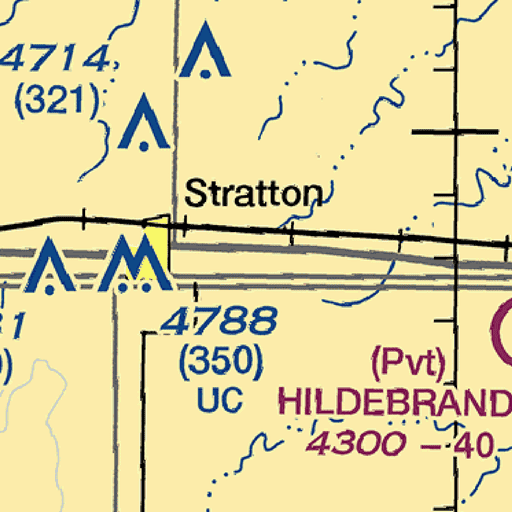 4714
(321)
Stratton
4788
(350)
UC
(Pvt)
HILDEBRAND
4300 – 40